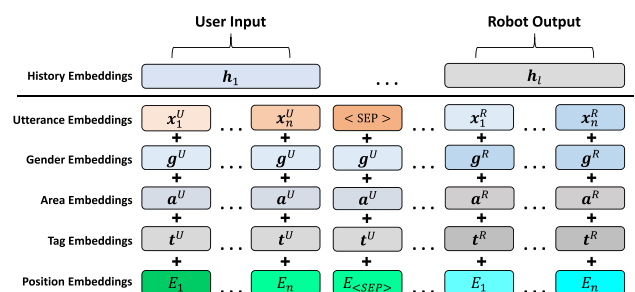 User Input Robot Output
History Embeddings h₁ ... hₗ
Utterance Embeddings x₁ᵁ ... xₙᵁ < SEP > ... x₁ᴿ ... xₙᴿ
+ + + + +
Gender Embeddings gᵁ ... gᵁ gᵁ ... gᴿ ... gᴿ
+ + + + +
Area Embeddings aᵁ ... aᵁ aᵁ ... aᴿ ... aᴿ
+ + + + +
Tag Embeddings tᵁ ... tᵁ tᵁ ... tᴿ ... tᴿ
+ + + + +
Position Embeddings E₁ ... Eₙ E<SEP> ... E₁ ... Eₙ